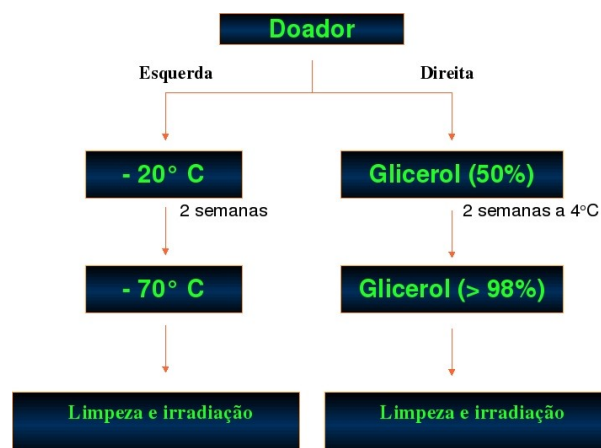 Doador
Esquerda
Direita
- 20° C
Glicerol (50%)
2 semanas
2 semanas a 4°C
- 70° C
Glicerol (> 98%)
Limpeza e irradiação
Limpeza e irradiação